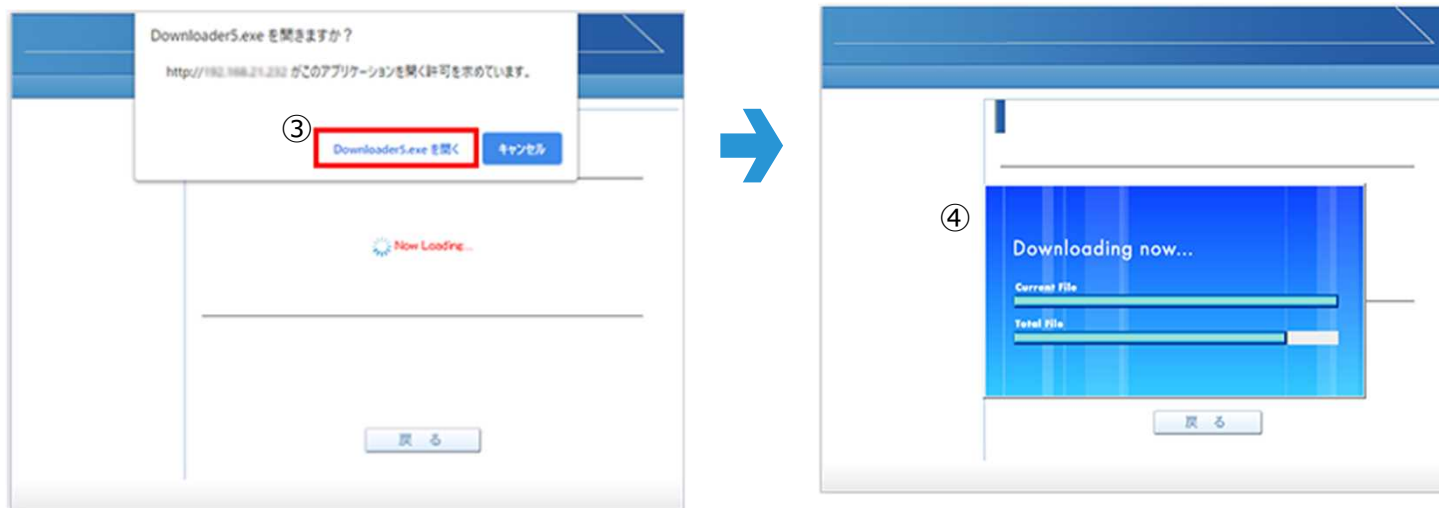 Downloader5.exe を開きますか？
http:// がこのアプリケーションを開く許可を求めています。
③
Downloader5.exe を開く
キャンセル
Now Loading...
戻 る
④
Downloading now...
Current File
Total File
戻 る